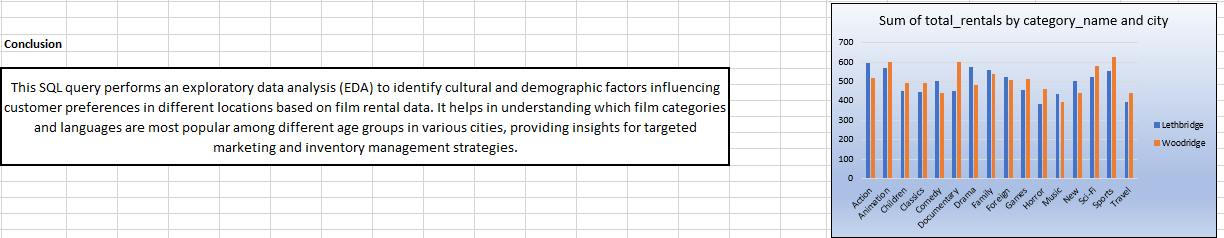 Conclusion
This SQL query performs an exploratory data analysis (EDA) to identify cultural and demographic factors influencing
customer preferences in different locations based on film rental data. It helps in understanding which film categories
and languages are most popular among different age groups in various cities, providing insights for targeted
marketing and inventory management strategies.
Sum of total_rentals by category_name and city
700
600
500
400
300
200
100
0
Action
Animation
Children
Classics
Comedy
Documentary
Drama
Family
Foreign
Games
Horror
Music
New
Sci-Fi
Sports
Travel
Lethbridge
Woodridge